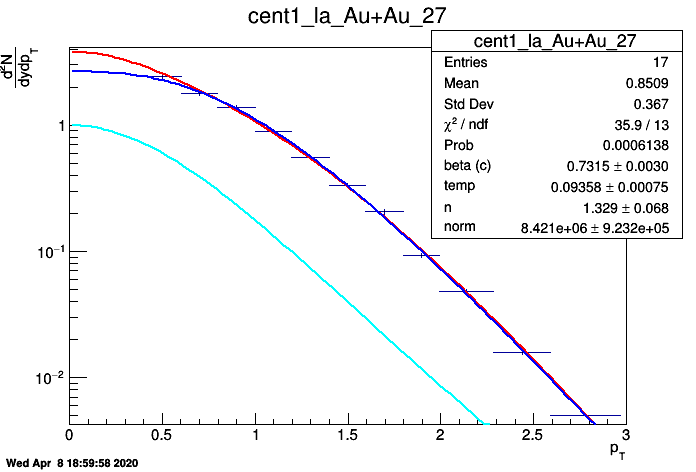 cent1_la_Au+Au_27
d²N
dydp_T
cent1_la_Au+Au_27
Entries 17
Mean 0.8509
Std Dev 0.367
χ² / ndf 35.9 / 13
Prob 0.0006138
beta (c) 0.7315 ± 0.0030
temp 0.09358 ± 0.00075
n 1.329 ± 0.068
norm 8.421e+06 ± 9.232e+05
1
10⁻¹
10⁻²
0 0.5 1 1.5 2 2.5 3
p_T
Wed Apr 8 18:59:58 2020